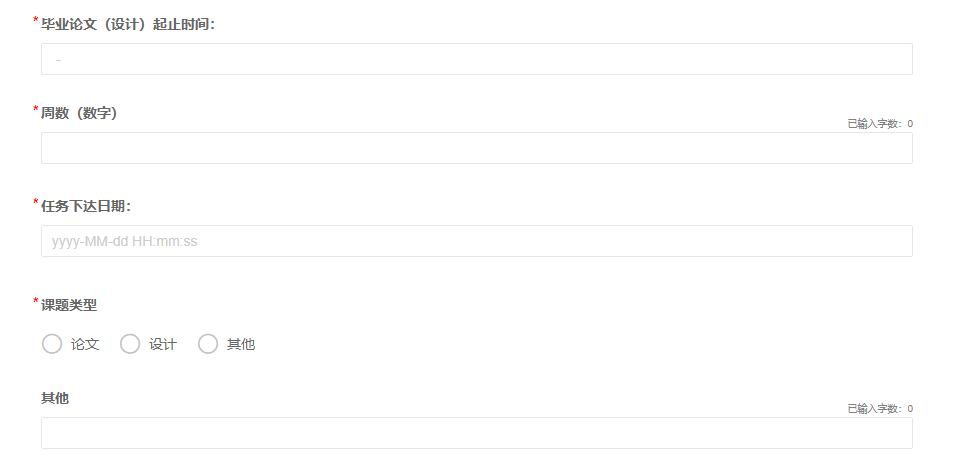 *毕业论文（设计）起止时间：
-
*周数（数字）
已输入字数：0
*任务下达日期：
yyyy-MM-dd HH:mm:ss
*课题类型
论文 设计 其他
其他
已输入字数：0